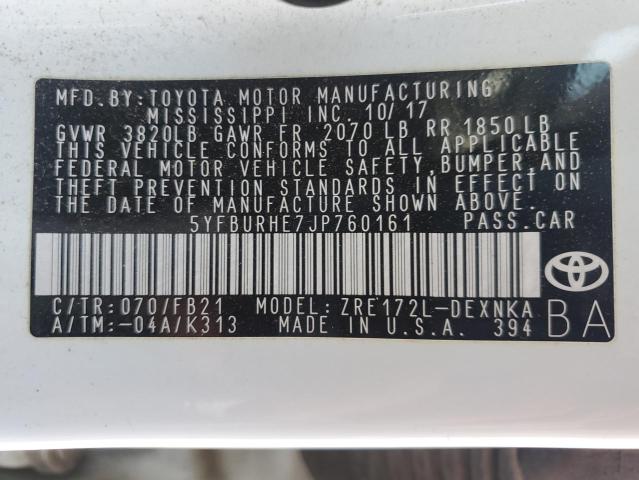 MFD.BY:TOYOTA MOTOR MANUFACTURING
MISSISSIPPI INC. 10/17
GVWR 3820LB GAWR FR 2070 LB RR 1850 LB
THIS VEHICLE CONFORMS TO ALL APPLICABLE
FEDERAL MOTOR VEHICLE SAFETY,BUMPER AND
THEFT PREVENTION STANDARDS IN EFFECT ON
THE DATE OF MANUFACTURE SHOWN ABOVE.
5YFBURHE7JP760161 PASS.CAR
C/TR:070/FB21 MODEL:ZRE172L-DEXNKA
A/TM:-04A/K313 MADE IN U.S.A. 394 BA